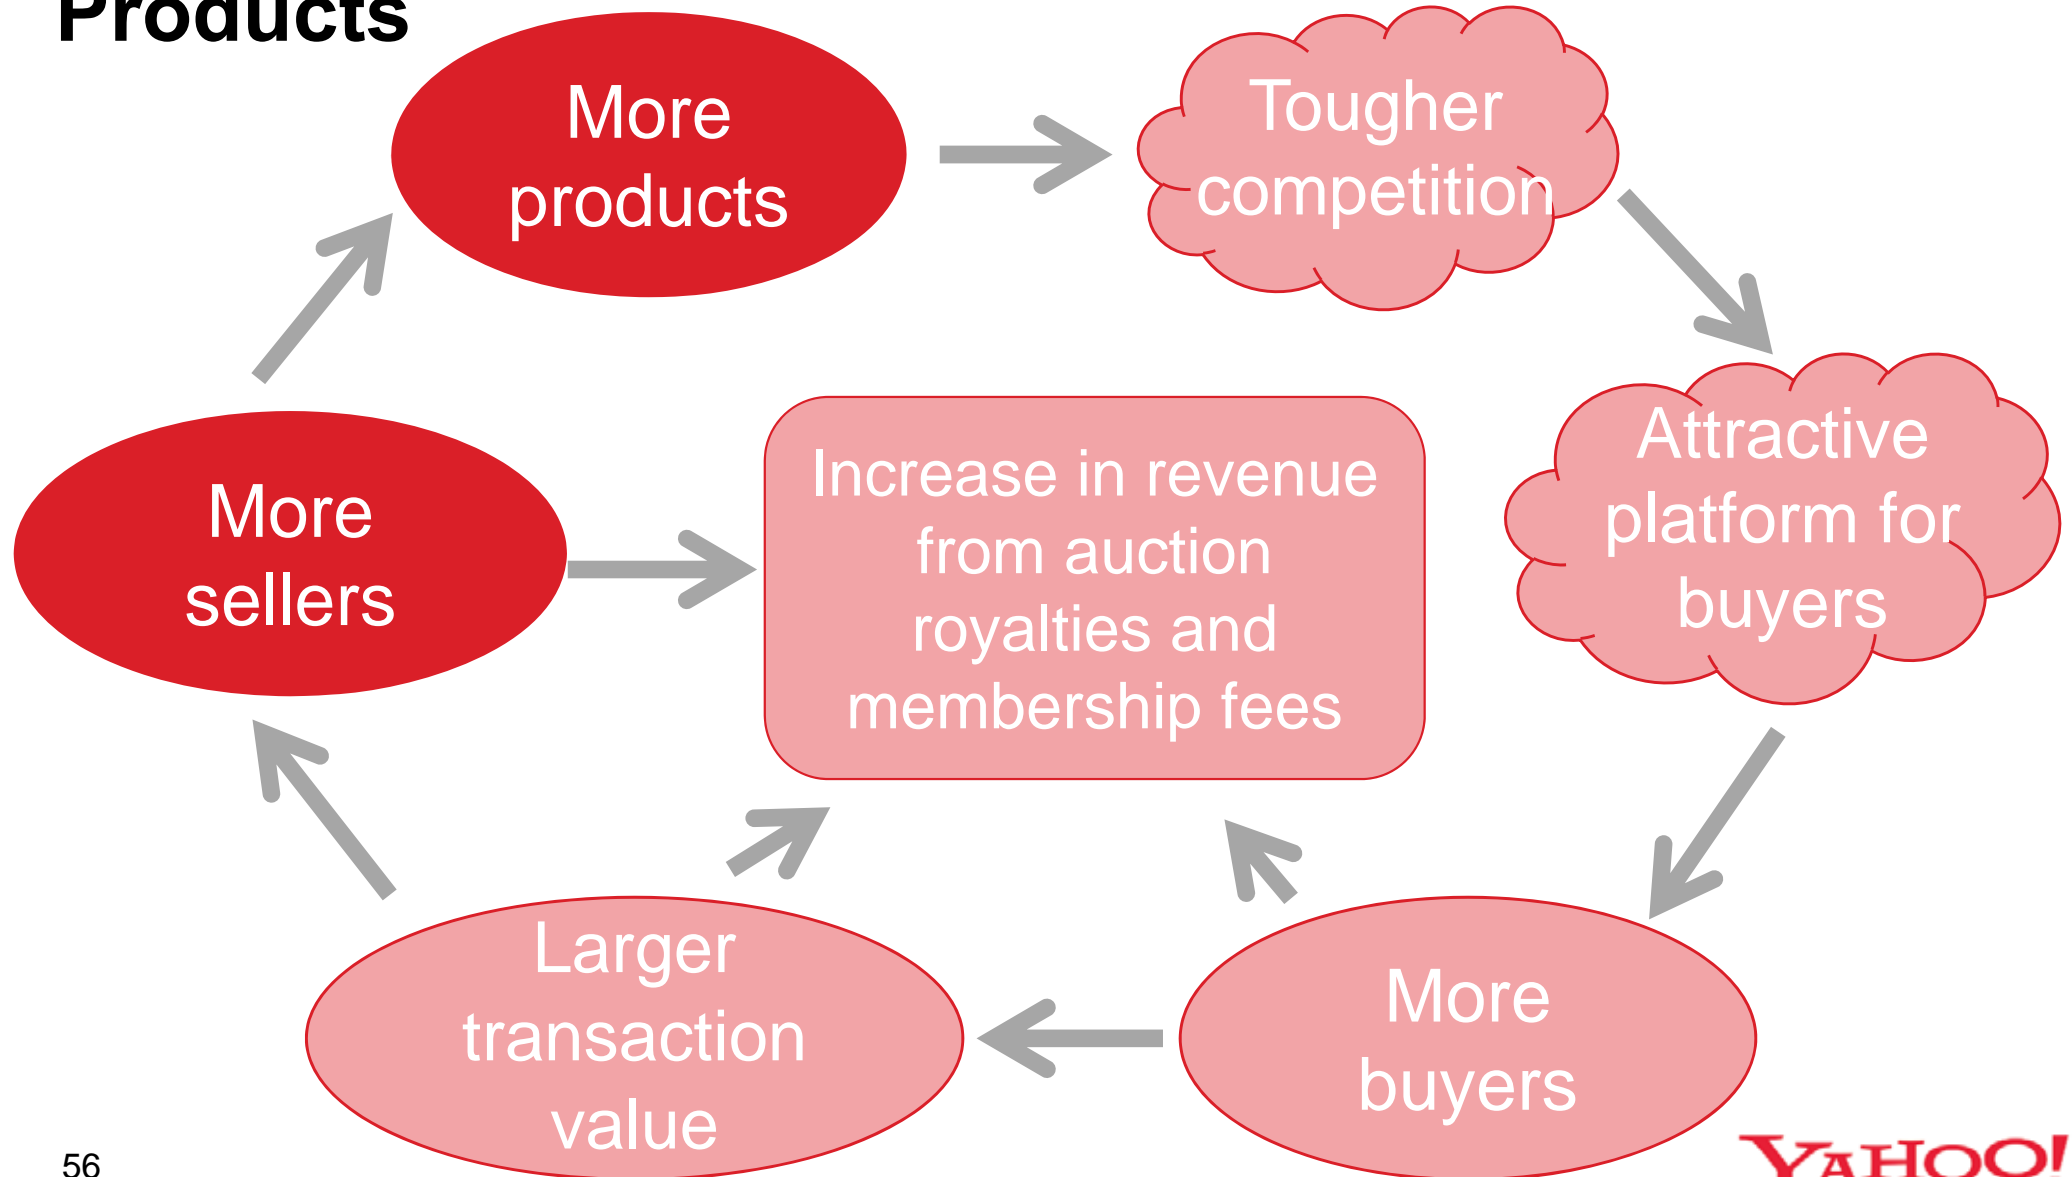 Products
More
products
Tougher
competition
Attractive
platform for
buyers
More
sellers
Increase in revenue
from auction
royalties and
membership fees
Larger
transaction
value
More
buyers
56
YAHOO!